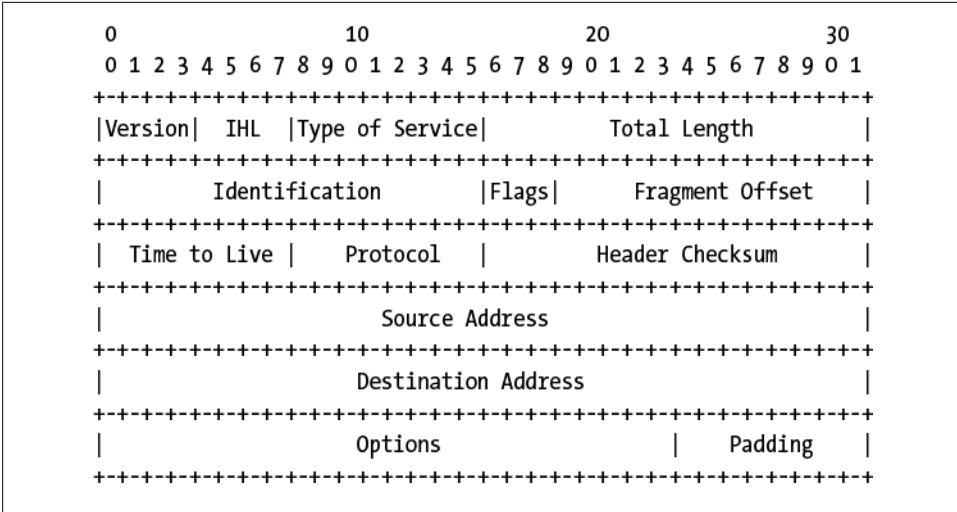 0                   10                  20                  30
0 1 2 3 4 5 6 7 8 9 0 1 2 3 4 5 6 7 8 9 0 1 2 3 4 5 6 7 8 9 0 1
+-+-+-+-+-+-+-+-+-+-+-+-+-+-+-+-+-+-+-+-+-+-+-+-+-+-+-+-+-+-+-+-+
|Version|  IHL  |Type of Service|          Total Length         |
+-+-+-+-+-+-+-+-+-+-+-+-+-+-+-+-+-+-+-+-+-+-+-+-+-+-+-+-+-+-+-+-+
|         Identification        |Flags|      Fragment Offset    |
+-+-+-+-+-+-+-+-+-+-+-+-+-+-+-+-+-+-+-+-+-+-+-+-+-+-+-+-+-+-+-+-+
|  Time to Live |    Protocol   |         Header Checksum       |
+-+-+-+-+-+-+-+-+-+-+-+-+-+-+-+-+-+-+-+-+-+-+-+-+-+-+-+-+-+-+-+-+
|                       Source Address                          |
+-+-+-+-+-+-+-+-+-+-+-+-+-+-+-+-+-+-+-+-+-+-+-+-+-+-+-+-+-+-+-+-+
|                     Destination Address                       |
+-+-+-+-+-+-+-+-+-+-+-+-+-+-+-+-+-+-+-+-+-+-+-+-+-+-+-+-+-+-+-+-+
|                     Options                   |    Padding    |
+-+-+-+-+-+-+-+-+-+-+-+-+-+-+-+-+-+-+-+-+-+-+-+-+-+-+-+-+-+-+-+-+